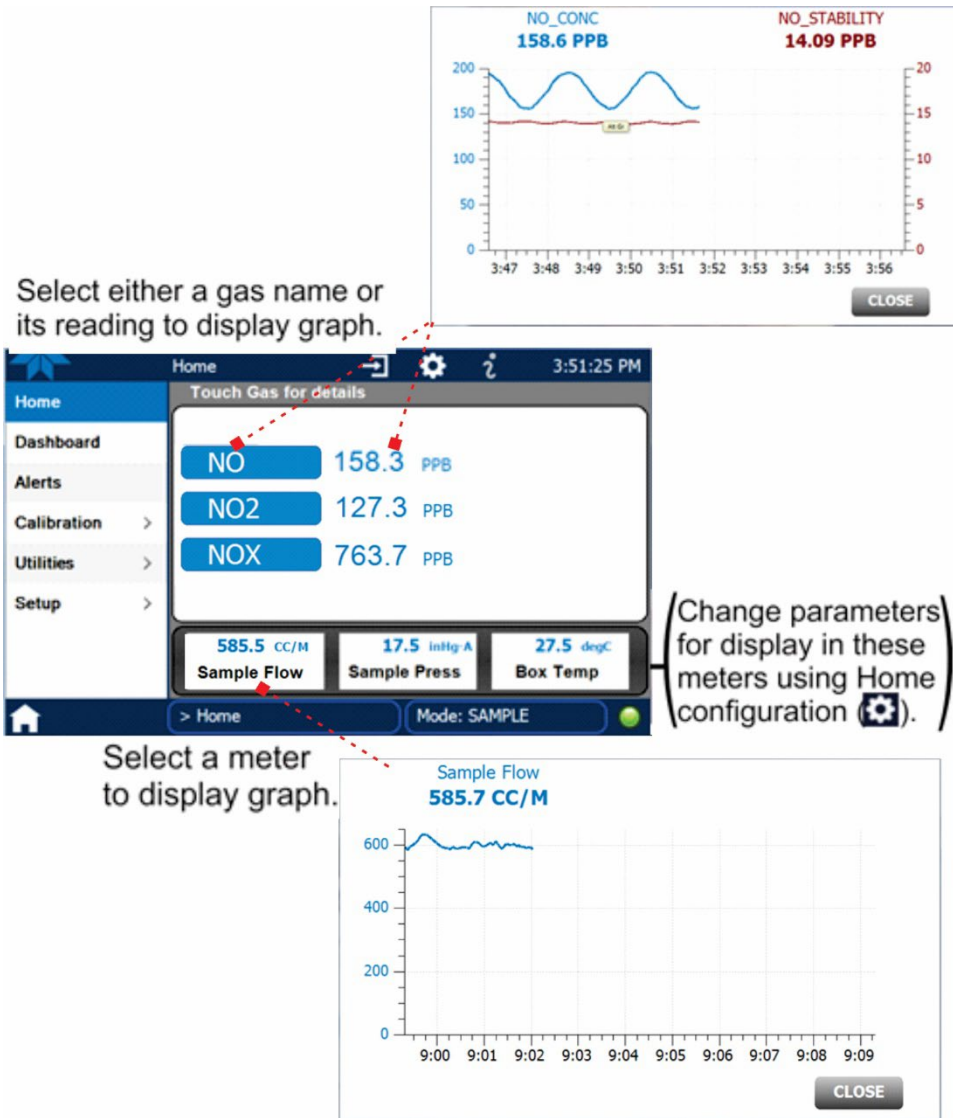 NO_CONC
158.6 PPB
NO_STABILITY
14.09 PPB
200
150
100
50
0
20
15
10
5
0
3:47 3:48 3:49 3:50 3:51 3:52 3:53 3:54 3:55 3:56
CLOSE
Select either a gas name or
its reading to display graph.
Home
3:51:25 PM
Touch Gas for details
Home
Dashboard
Alerts
Calibration >
Utilities >
Setup >
NO 158.3 PPB
NO2 127.3 PPB
NOX 763.7 PPB
585.5 CC/M
Sample Flow
17.5 inHg-A
Sample Press
27.5 degC
Box Temp
> Home
Mode: SAMPLE
Change parameters
for display in these
meters using Home
configuration ( ).
Select a meter
to display graph.
Sample Flow
585.7 CC/M
600
400
200
0
9:00 9:01 9:02 9:03 9:04 9:05 9:06 9:07 9:08 9:09
CLOSE